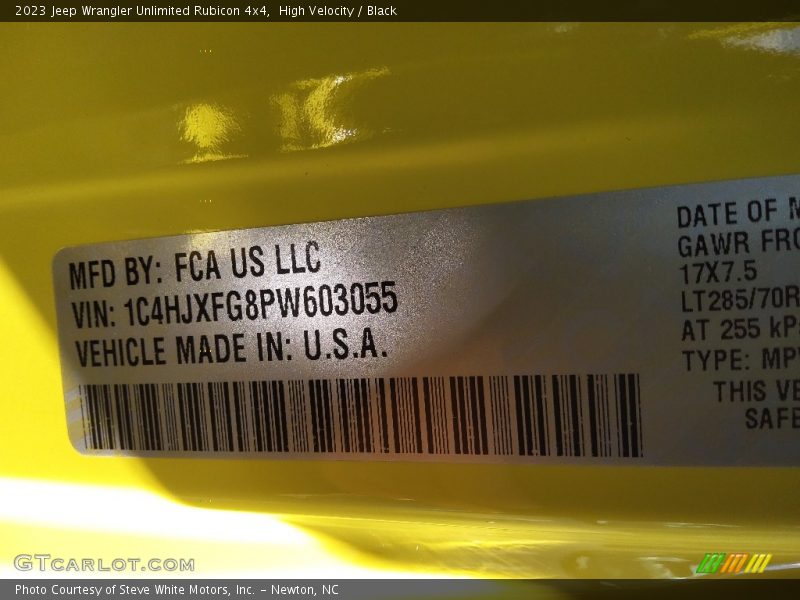 2023 Jeep Wrangler Unlimited Rubicon 4x4, High Velocity / Black
MFD BY: FCA US LLC
VIN: 1C4HJXFG8PW603055
VEHICLE MADE IN: U.S.A.
DATE OF M
GAWR FRO
17X7.5
LT285/70R
AT 255 kP
TYPE: MP
THIS VE
SAFE
GTcarlot.com
Photo Courtesy of Steve White Motors, Inc. – Newton, NC